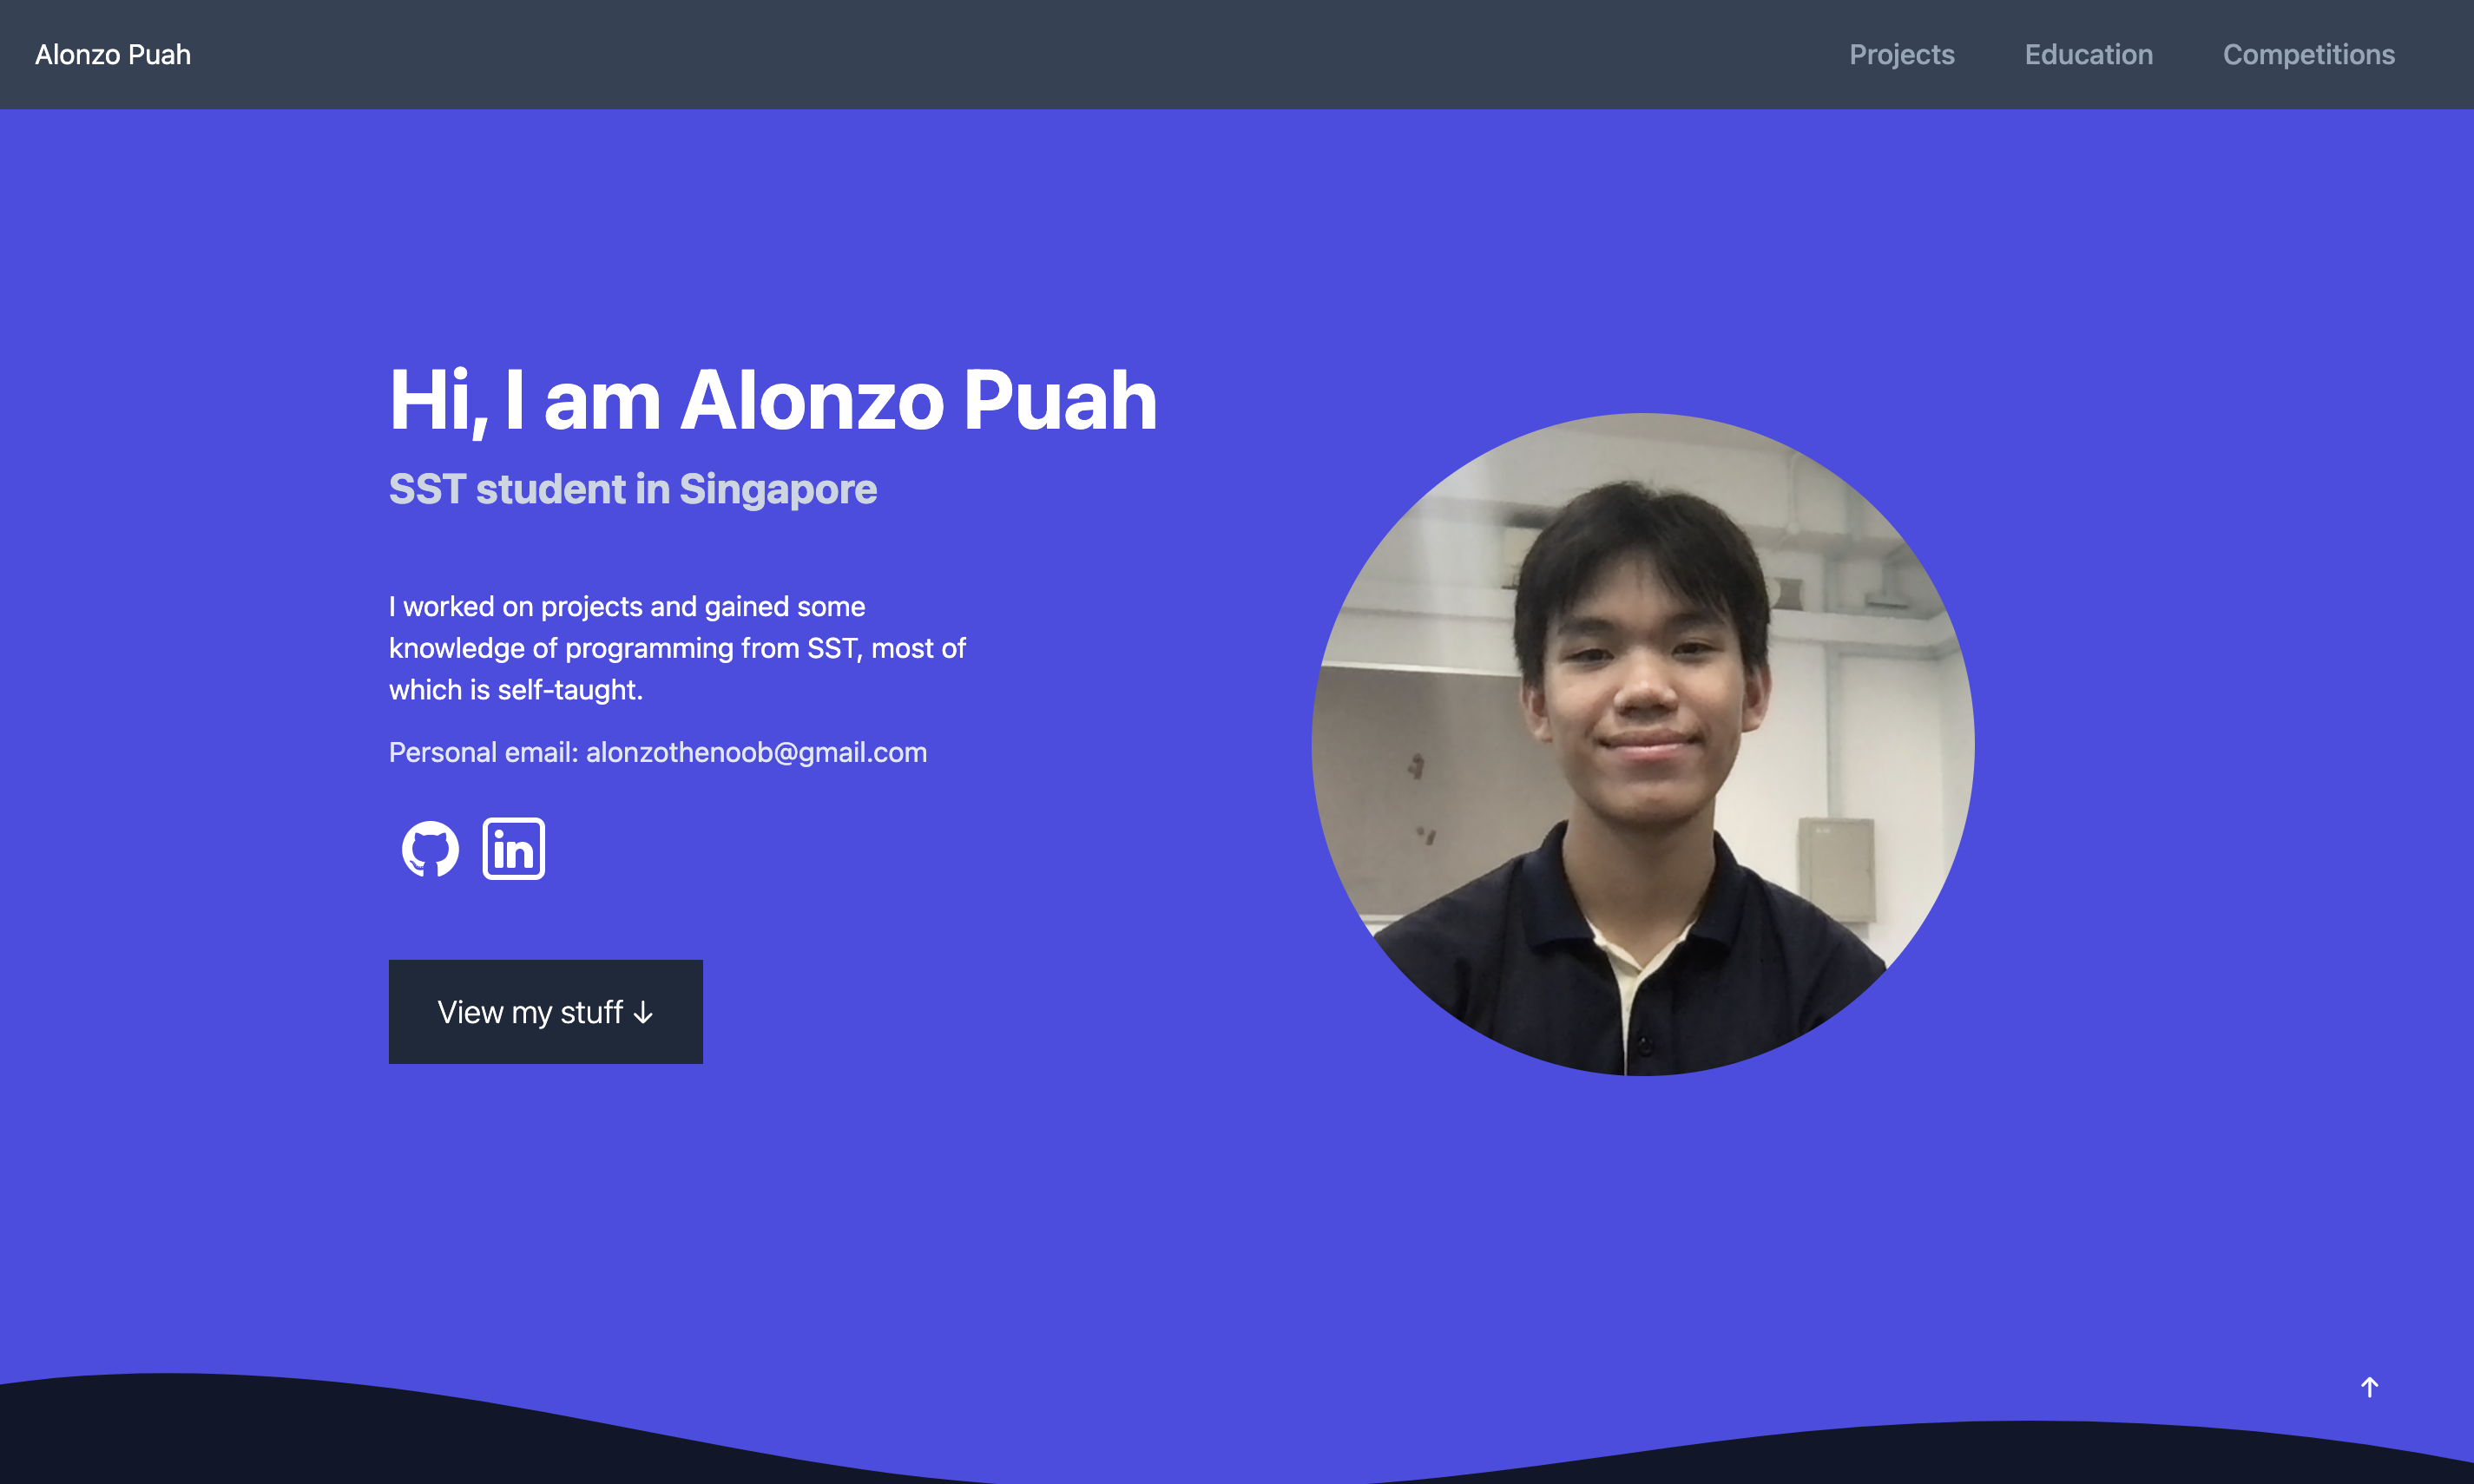 Alonzo Puah
Projects
Education
Competitions
Hi, I am Alonzo Puah
SST student in Singapore
I worked on projects and gained some
knowledge of programming from SST, most of
which is self-taught.
Personal email: alonzothenoob@gmail.com
in
View my stuff ↓
↑